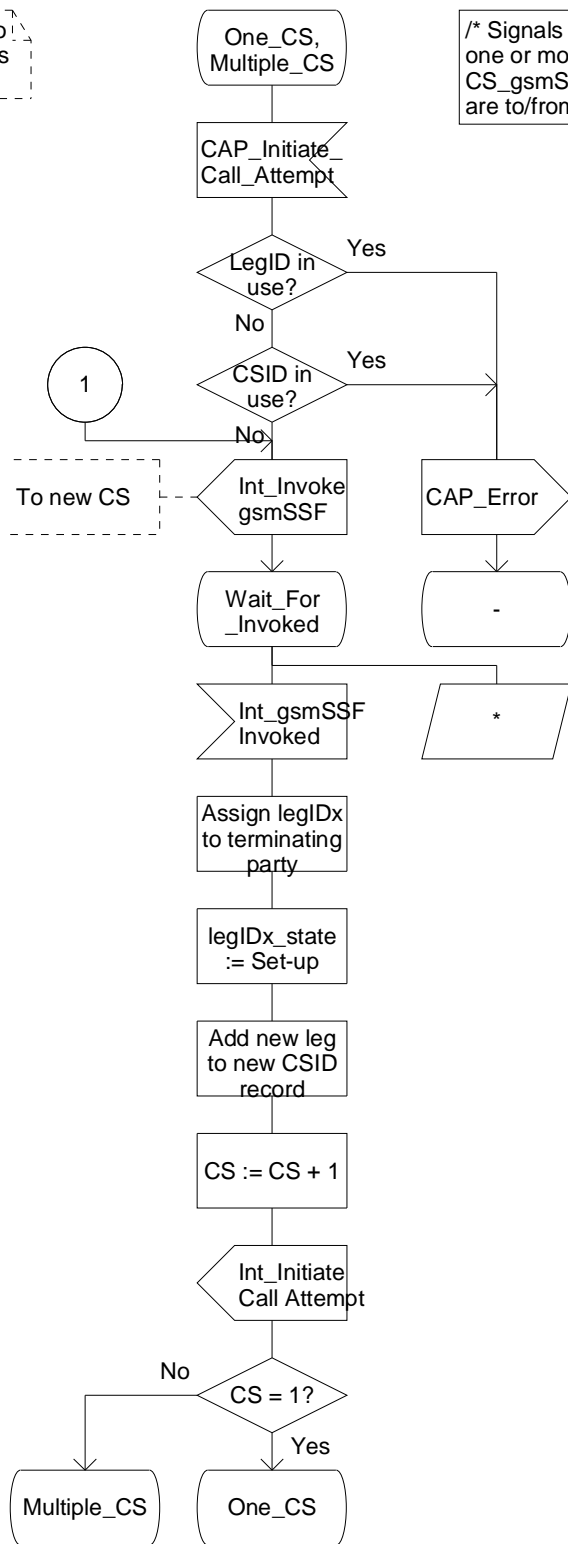 One_CS,
Multiple_CS
/* Signals
one or mo
CS_gsmS
are to/from
CAP_Initiate_
Call_Attempt
LegID in
use?
Yes
No
1
CSID in
use?
Yes
No
To new CS
Int_Invoke
gsmSSF
CAP_Error
Wait_For
_Invoked
-
Int_gsmSSF
Invoked
*
Assign legIDx
to terminating
party
legIDx_state
:= Set-up
Add new leg
to new CSID
record
CS := CS + 1
Int_Initiate
Call Attempt
No
CS = 1?
Yes
Multiple_CS
One_CS